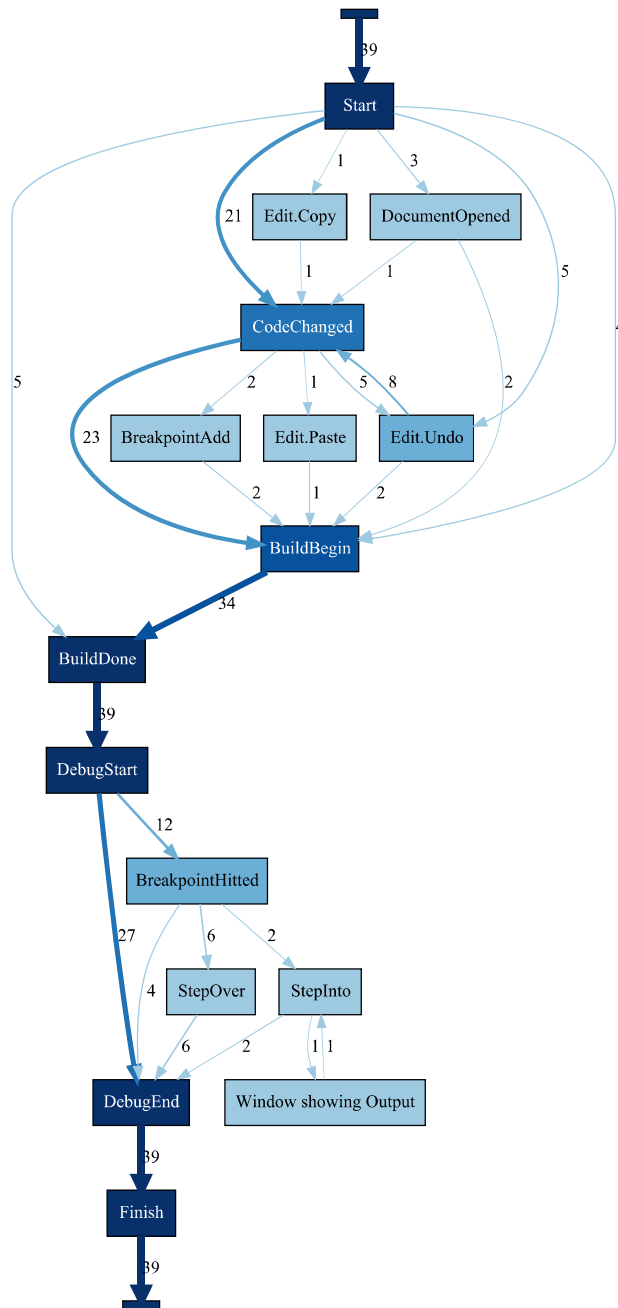 39
Start
1
3
21
Edit.Copy
DocumentOpened
5
1
1
CodeChanged
4
5
2
1
5
8
2
23
BreakpointAdd
Edit.Paste
Edit.Undo
2
1
2
BuildBegin
34
BuildDone
39
DebugStart
12
BreakpointHitted
27
4
6
2
StepOver
StepInto
6
2
1
1
DebugEnd
Window showing Output
39
Finish
39